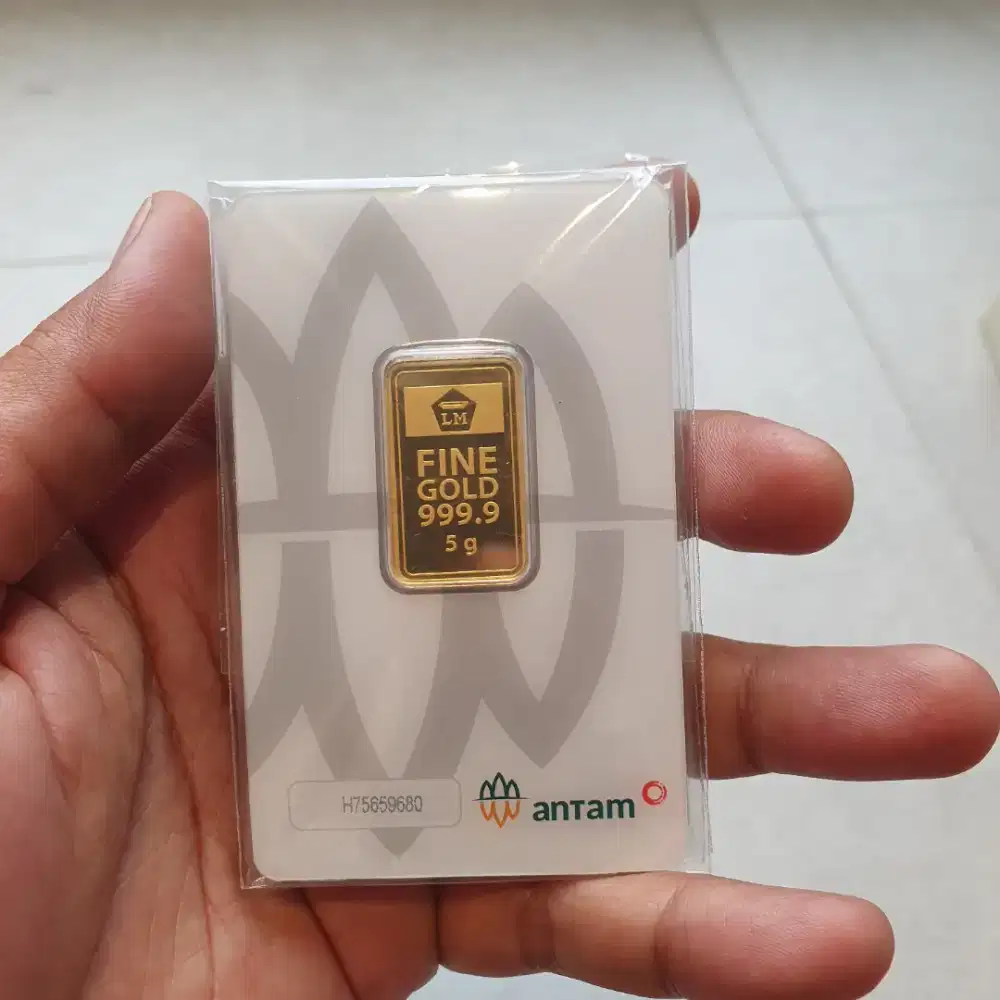 LM
FINE
GOLD
999.9
5 g
H75659680
antam